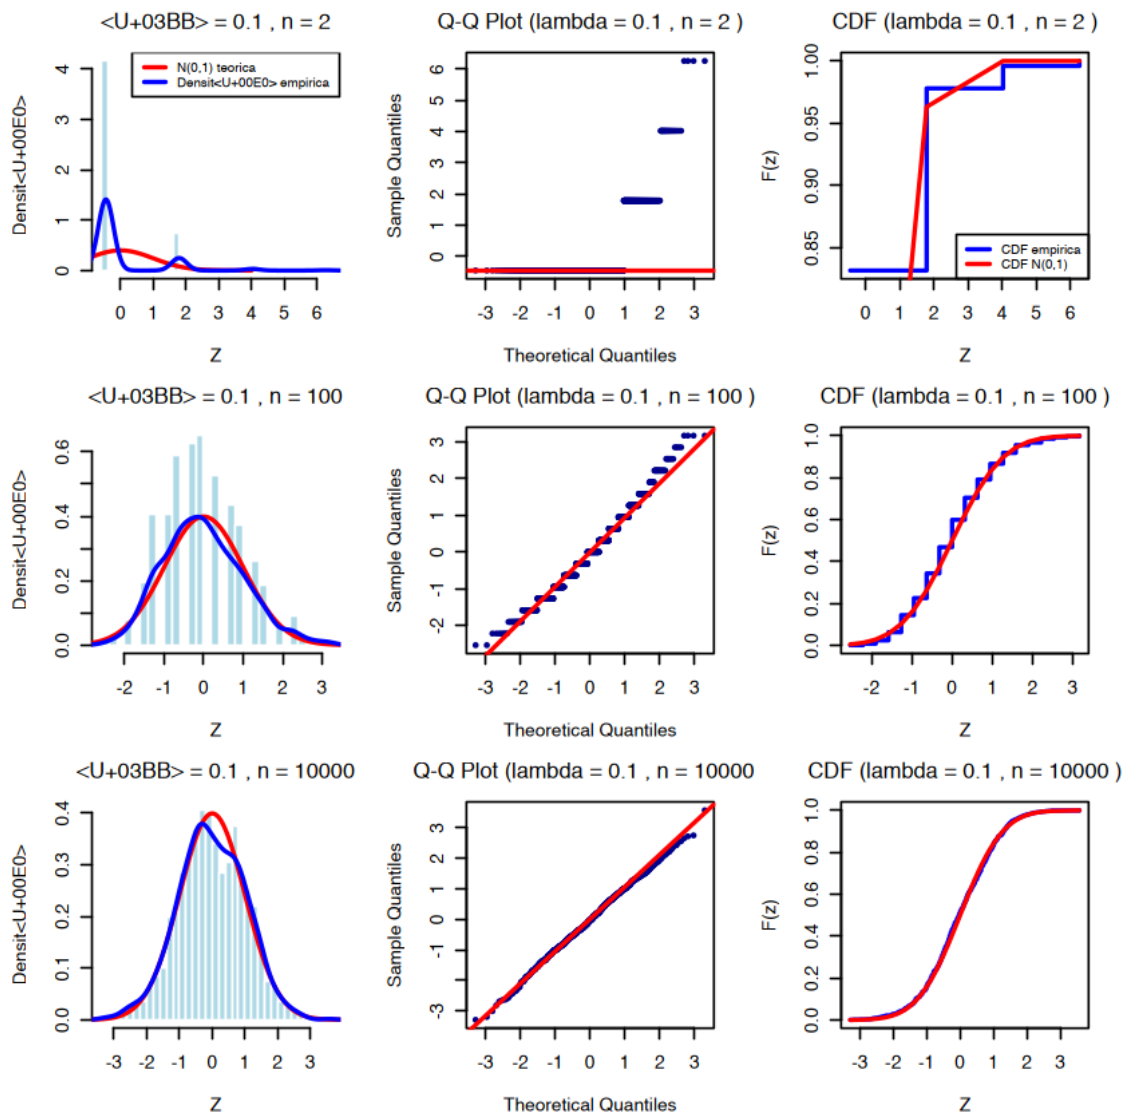 <U+03BB> = 0.1 , n = 2
Densit<U+00E0>
4
3
2
1
0
N(0,1) teorica
Densit<U+00E0> empirica
0 1 2 3 4 5 6
Z
Q-Q Plot (lambda = 0.1 , n = 2 )
Sample Quantiles
6
5
4
3
2
0
-3 -2 -1 0 1 2 3
Theoretical Quantiles
CDF (lambda = 0.1 , n = 2 )
F(z)
1.00
0.95
0.90
0.85
CDF empirica
CDF N(0,1)
0 1 2 3 4 5 6
Z
<U+03BB> = 0.1 , n = 100
Densit<U+00E0>
0.6
0.4
0.2
0.0
-2 -1 0 1 2 3
Z
Q-Q Plot (lambda = 0.1 , n = 100 )
Sample Quantiles
3
2
1
0
-2
-3 -2 -1 0 1 2 3
Theoretical Quantiles
CDF (lambda = 0.1 , n = 100 )
F(z)
1.0
0.8
0.6
0.4
0.2
0.0
-2 -1 0 1 2 3
Z
<U+03BB> = 0.1 , n = 10000
Densit<U+00E0>
0.4
0.3
0.2
0.1
0.0
-3 -2 -1 0 1 2 3
Z
Q-Q Plot (lambda = 0.1 , n = 10000
Sample Quantiles
3
2
1
0
-1
-3
-3 -2 -1 0 1 2 3
Theoretical Quantiles
CDF (lambda = 0.1 , n = 10000 )
F(z)
1.0
0.8
0.6
0.4
0.2
0.0
-3 -2 -1 0 1 2 3
Z